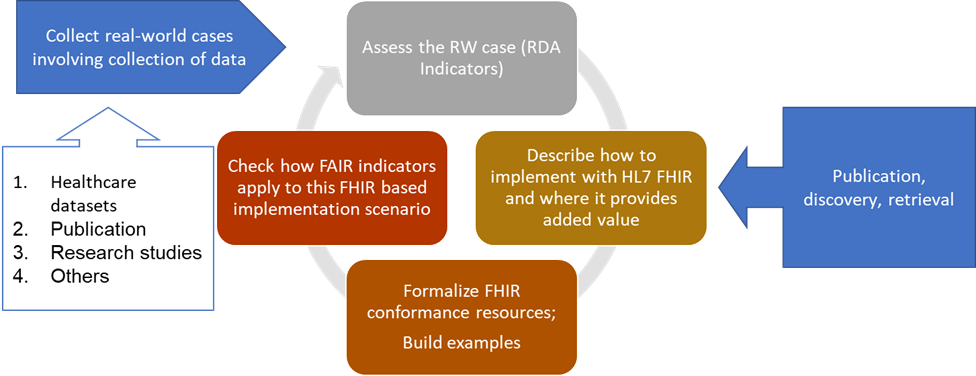 Collect real-world cases
involving collection of data
Assess the RW case (RDA
Indicators)
1. Healthcare
datasets
2. Publication
3. Research studies
4. Others
Check how FAIR indicators
apply to this FHIR based
implementation scenario
Describe how to
implement with HL7 FHIR
and where it provides
added value
Publication,
discovery, retrieval
Formalize FHIR
conformance resources;
Build examples